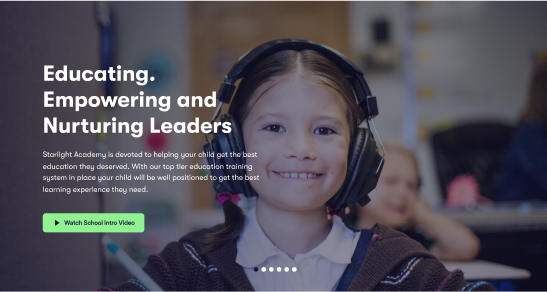 Educating.
Empowering and
Nurturing Leaders
Starlight Academy is devoted to helping your child get the best
education they deserved. With our top tier education training
system in place your child will be well positioned to get the best
learning experience they need.
Watch School Intro Video